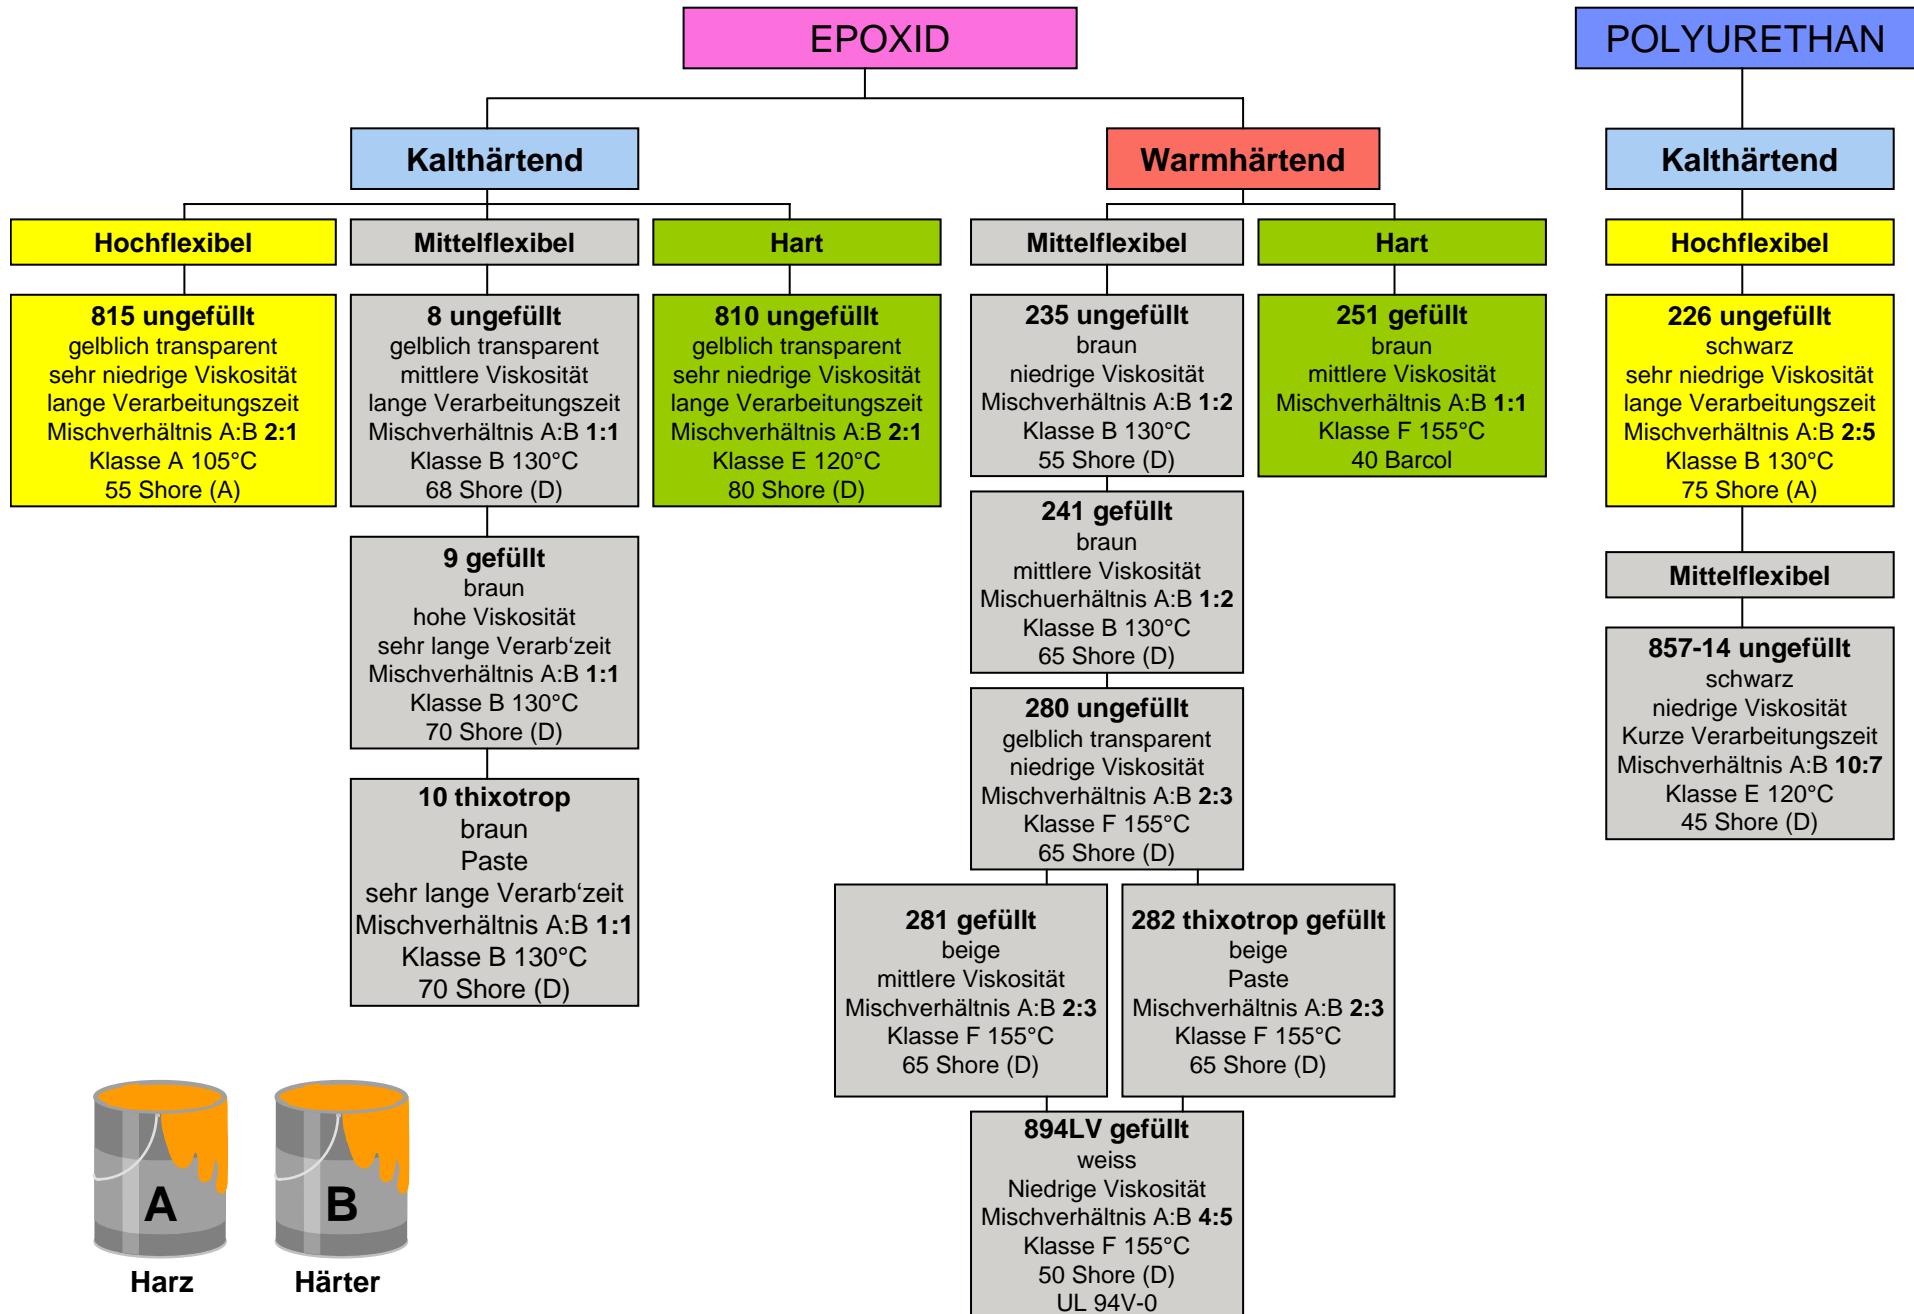 EPOXID
POLYURETHAN
Kalthärtend
Warmhärtend
Kalthärtend
Hochflexibel
Mittelflexibel
Hart
Mittelflexibel
Hart
Hochflexibel
815 ungefüllt
gelblich transparent
sehr niedrige Viskosität
lange Verarbeitungszeit
Mischverhältnis A:B 2:1
Klasse A 105°C
55 Shore (A)
8 ungefüllt
gelblich transparent
mittlere Viskosität
lange Verarbeitungszeit
Mischverhältnis A:B 1:1
Klasse B 130°C
68 Shore (D)
810 ungefüllt
gelblich transparent
sehr niedrige Viskosität
lange Verarbeitungszeit
Mischverhältnis A:B 2:1
Klasse E 120°C
80 Shore (D)
235 ungefüllt
braun
niedrige Viskosität
Mischverhältnis A:B 1:2
Klasse B 130°C
55 Shore (D)
251 gefüllt
braun
mittlere Viskosität
Mischverhältnis A:B 1:1
Klasse F 155°C
40 Barcol
226 ungefüllt
schwarz
sehr niedrige Viskosität
lange Verarbeitungszeit
Mischverhältnis A:B 2:5
Klasse B 130°C
75 Shore (A)
9 gefüllt
braun
hohe Viskosität
sehr lange Verarb‘zeit
Mischverhältnis A:B 1:1
Klasse B 130°C
70 Shore (D)
241 gefüllt
braun
mittlere Viskosität
Mischuerhältnis A:B 1:2
Klasse B 130°C
65 Shore (D)
Mittelflexibel
857-14 ungefüllt
schwarz
niedrige Viskosität
Kurze Verarbeitungszeit
Mischverhältnis A:B 10:7
Klasse E 120°C
45 Shore (D)
10 thixotrop
braun
Paste
sehr lange Verarb‘zeit
Mischverhältnis A:B 1:1
Klasse B 130°C
70 Shore (D)
280 ungefüllt
gelblich transparent
niedrige Viskosität
Mischverhältnis A:B 2:3
Klasse F 155°C
65 Shore (D)
281 gefüllt
beige
mittlere Viskosität
Mischverhältnis A:B 2:3
Klasse F 155°C
65 Shore (D)
282 thixotrop gefüllt
beige
Paste
Mischverhältnis A:B 2:3
Klasse F 155°C
65 Shore (D)
894LV gefüllt
weiss
Niedrige Viskosität
Mischverhältnis A:B 4:5
Klasse F 155°C
50 Shore (D)
UL 94V-0
A
B
Harz
Härter